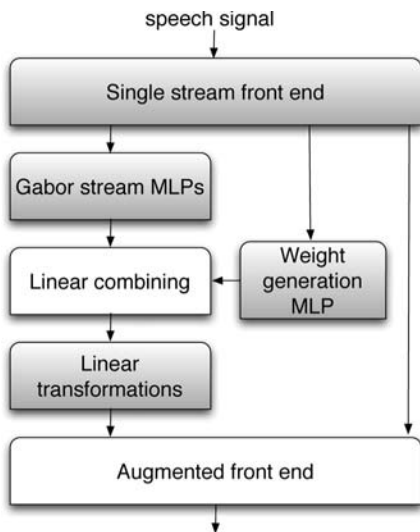 speech signal
Single stream front end
Gabor stream MLPs
Linear combining
Weight
generation
MLP
Linear
transformations
Augmented front end